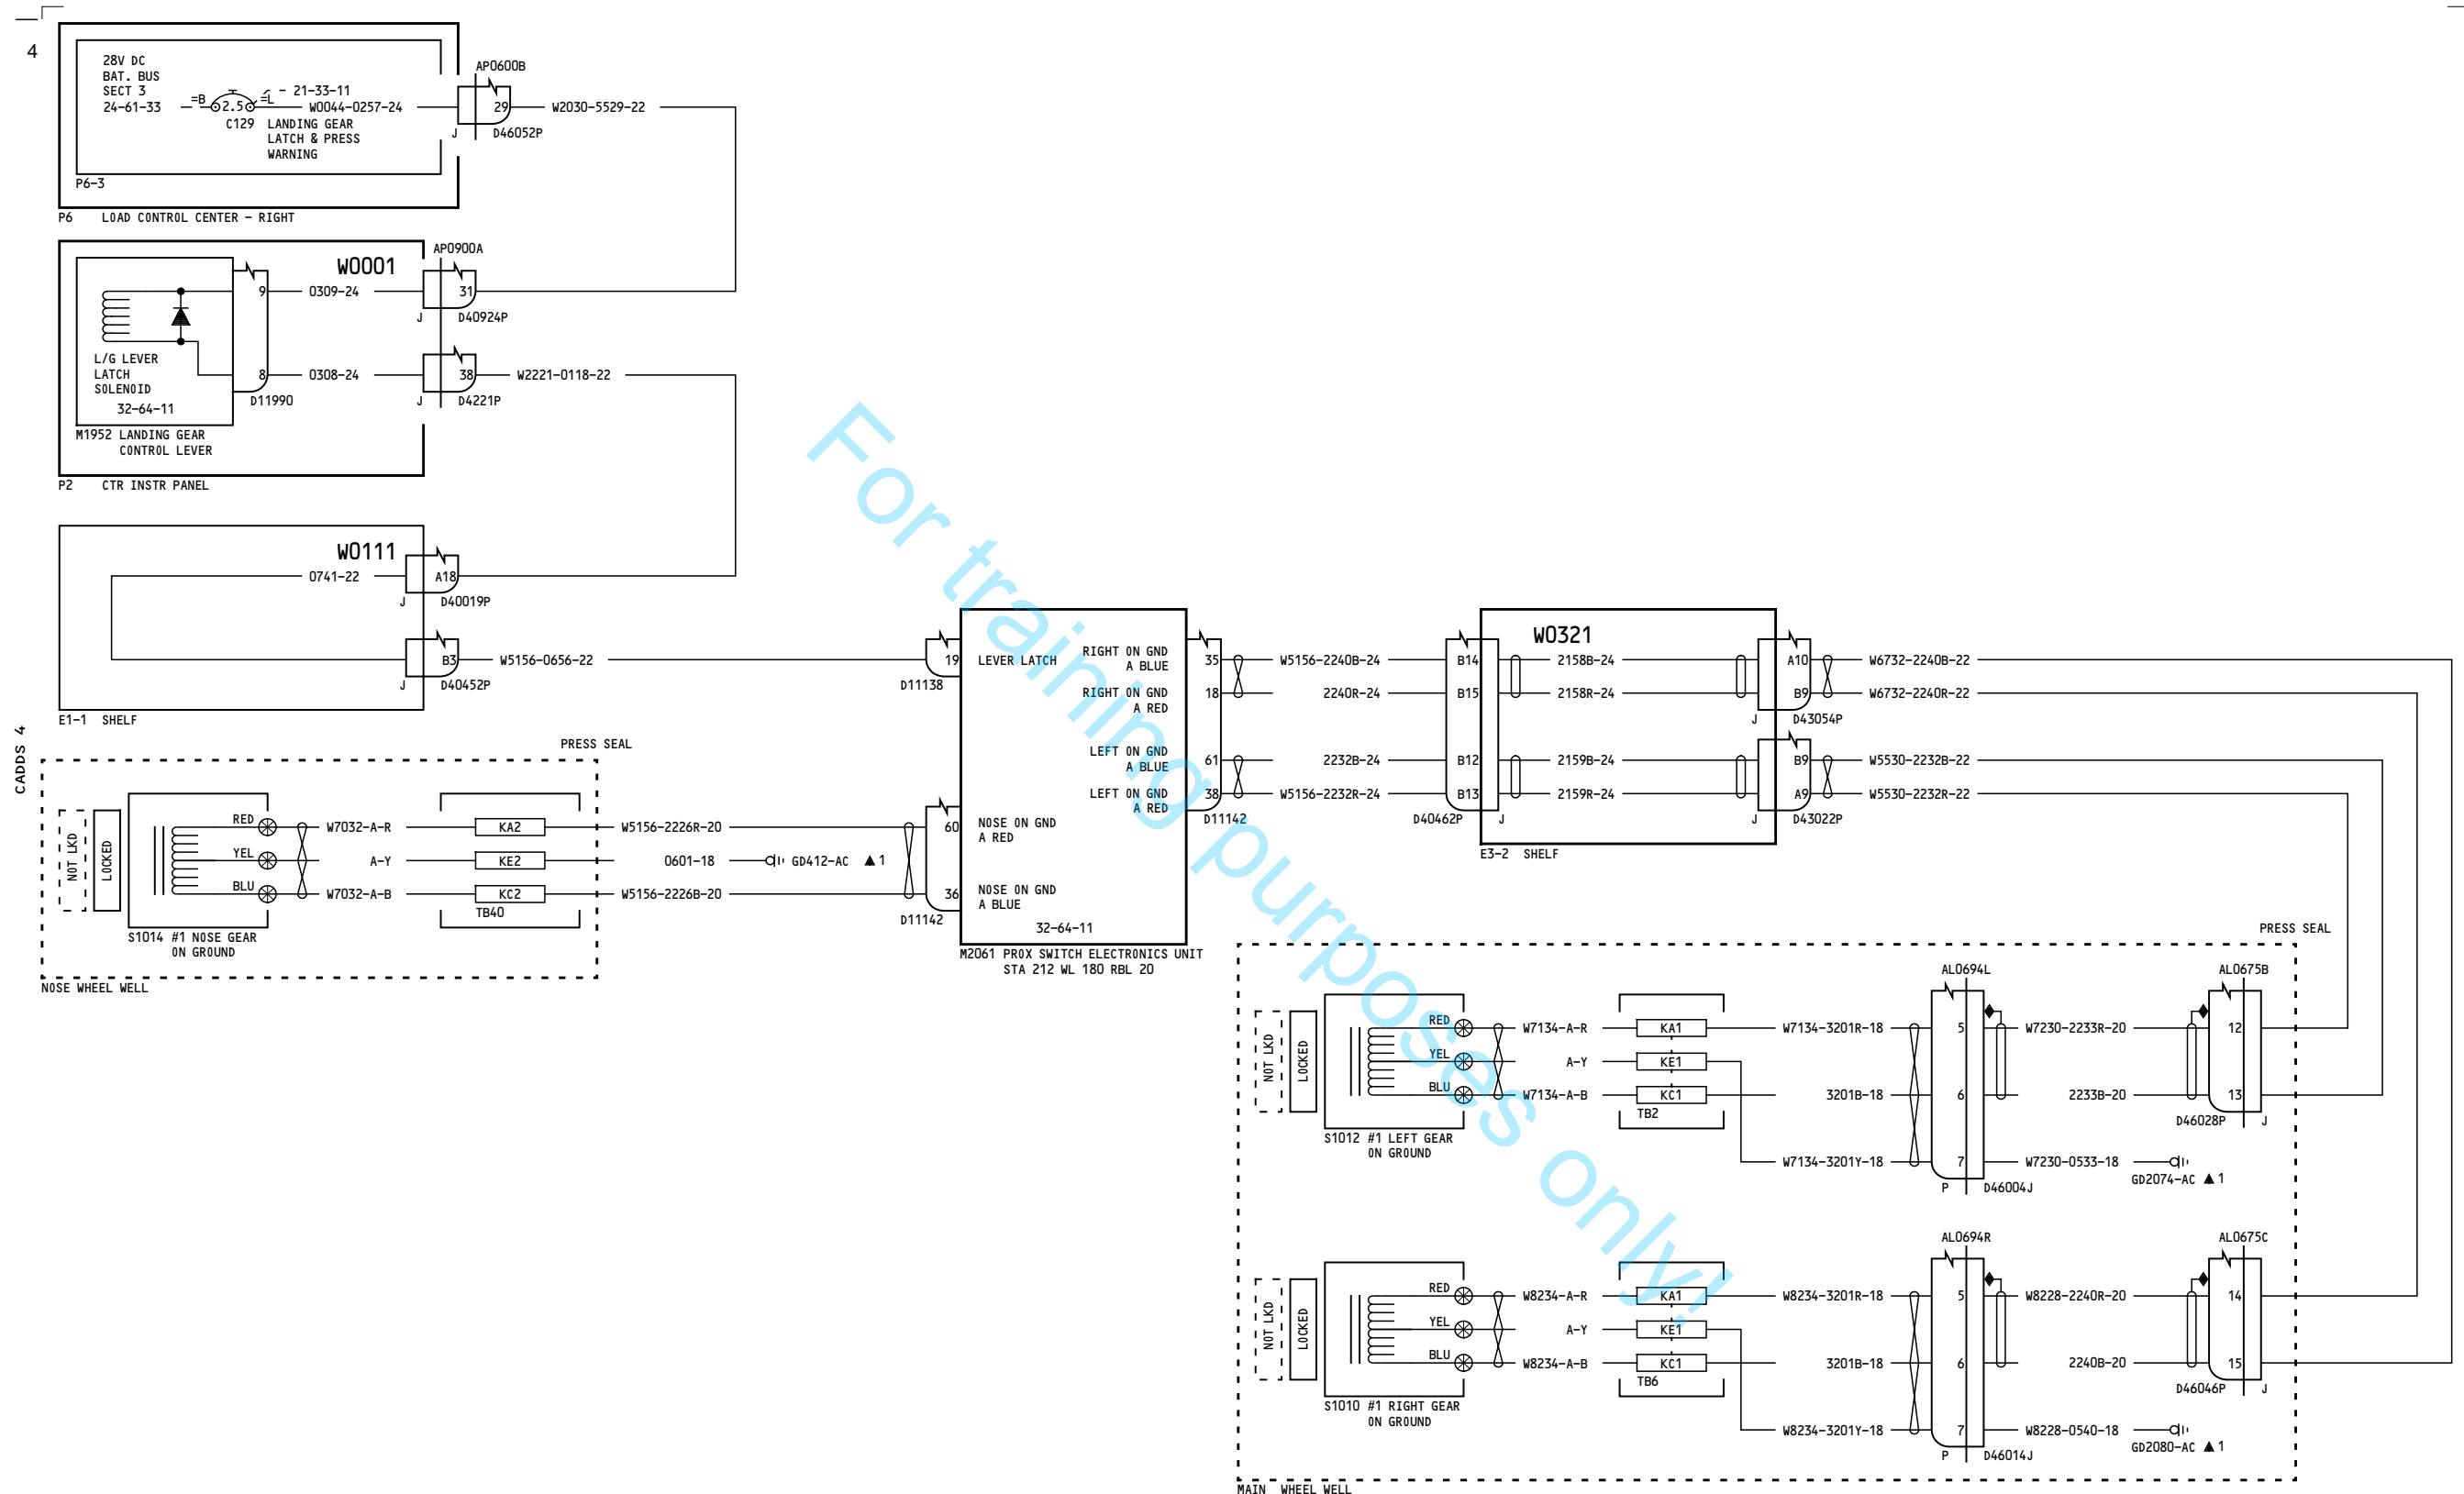 4
28V DC
BAT. BUS
SECT 3
24-61-33
=B
2.5
=L
21-33-11
W0044-0257-24
C129
LANDING GEAR
LATCH & PRESS
WARNING
AP0600B
29
W2030-5529-22
J
D46052P
P6-3
P6 LOAD CONTROL CENTER - RIGHT
W0001
AP0900A
9
0309-24
31
J
D40924P
L/G LEVER
LATCH
SOLENOID
32-64-11
8
0308-24
38
W2221-0118-22
D11990
J
D4221P
M1952 LANDING GEAR
CONTROL LEVER
P2 CTR INSTR PANEL
W0111
0741-22
A18
J
D40019P
B3
W5156-0656-22
J
D40452P
E1-1 SHELF
CADDS 4
PRESS SEAL
NOT LKD
LOCKED
RED
W7032-A-R
KA2
W5156-2226R-20
YEL
A-Y
KE2
0601-18
GD412-AC ▲ 1
BLU
W7032-A-B
KC2
W5156-2226B-20
TB40
S1014 #1 NOSE GEAR
ON GROUND
NOSE WHEEL WELL
19
LEVER LATCH
D11138
60
NOSE ON GND
A RED
36
NOSE ON GND
A BLUE
D11142
RIGHT ON GND
A BLUE
35
RIGHT ON GND
A RED
18
LEFT ON GND
A BLUE
61
LEFT ON GND
A RED
38
D11142
32-64-11
M2061 PROX SWITCH ELECTRONICS UNIT
STA 212 WL 180 RBL 20
W5156-2240B-24
2240R-24
2232B-24
W5156-2232R-24
W0321
B14
2158B-24
A10
W6732-2240B-22
B15
2158R-24
B9
W6732-2240R-22
J
D43054P
B12
2159B-24
B9
W5530-2232B-22
B13
2159R-24
A9
W5530-2232R-22
D40462P
J
J
D43022P
E3-2 SHELF
PRESS SEAL
AL0694L
AL0675B
NOT LKD
LOCKED
RED
W7134-A-R
KA1
W7134-3201R-18
5
W7230-2233R-20
12
YEL
A-Y
KE1
BLU
W7134-A-B
KC1
3201B-18
6
2233B-20
13
TB2
D46028P
J
S1012 #1 LEFT GEAR
ON GROUND
W7134-3201Y-18
7
W7230-0533-18
GD2074-AC ▲ 1
P
D46004J
AL0694R
AL0675C
NOT LKD
LOCKED
RED
W8234-A-R
KA1
W8234-3201R-18
5
W8228-2240R-20
14
YEL
A-Y
KE1
BLU
W8234-A-B
KC1
3201B-18
6
2240B-20
15
TB6
D46046P
J
S1010 #1 RIGHT GEAR
ON GROUND
W8234-3201Y-18
7
W8228-0540-18
GD2080-AC ▲ 1
P
D46014J
MAIN WHEEL WELL
For training purposes only!